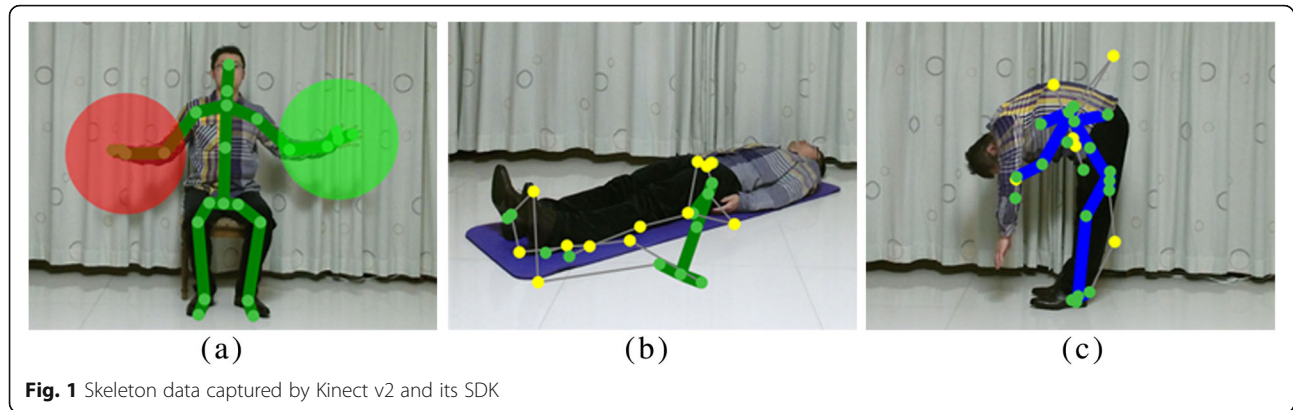 (a)
(b)
(c)
Fig. 1 Skeleton data captured by Kinect v2 and its SDK